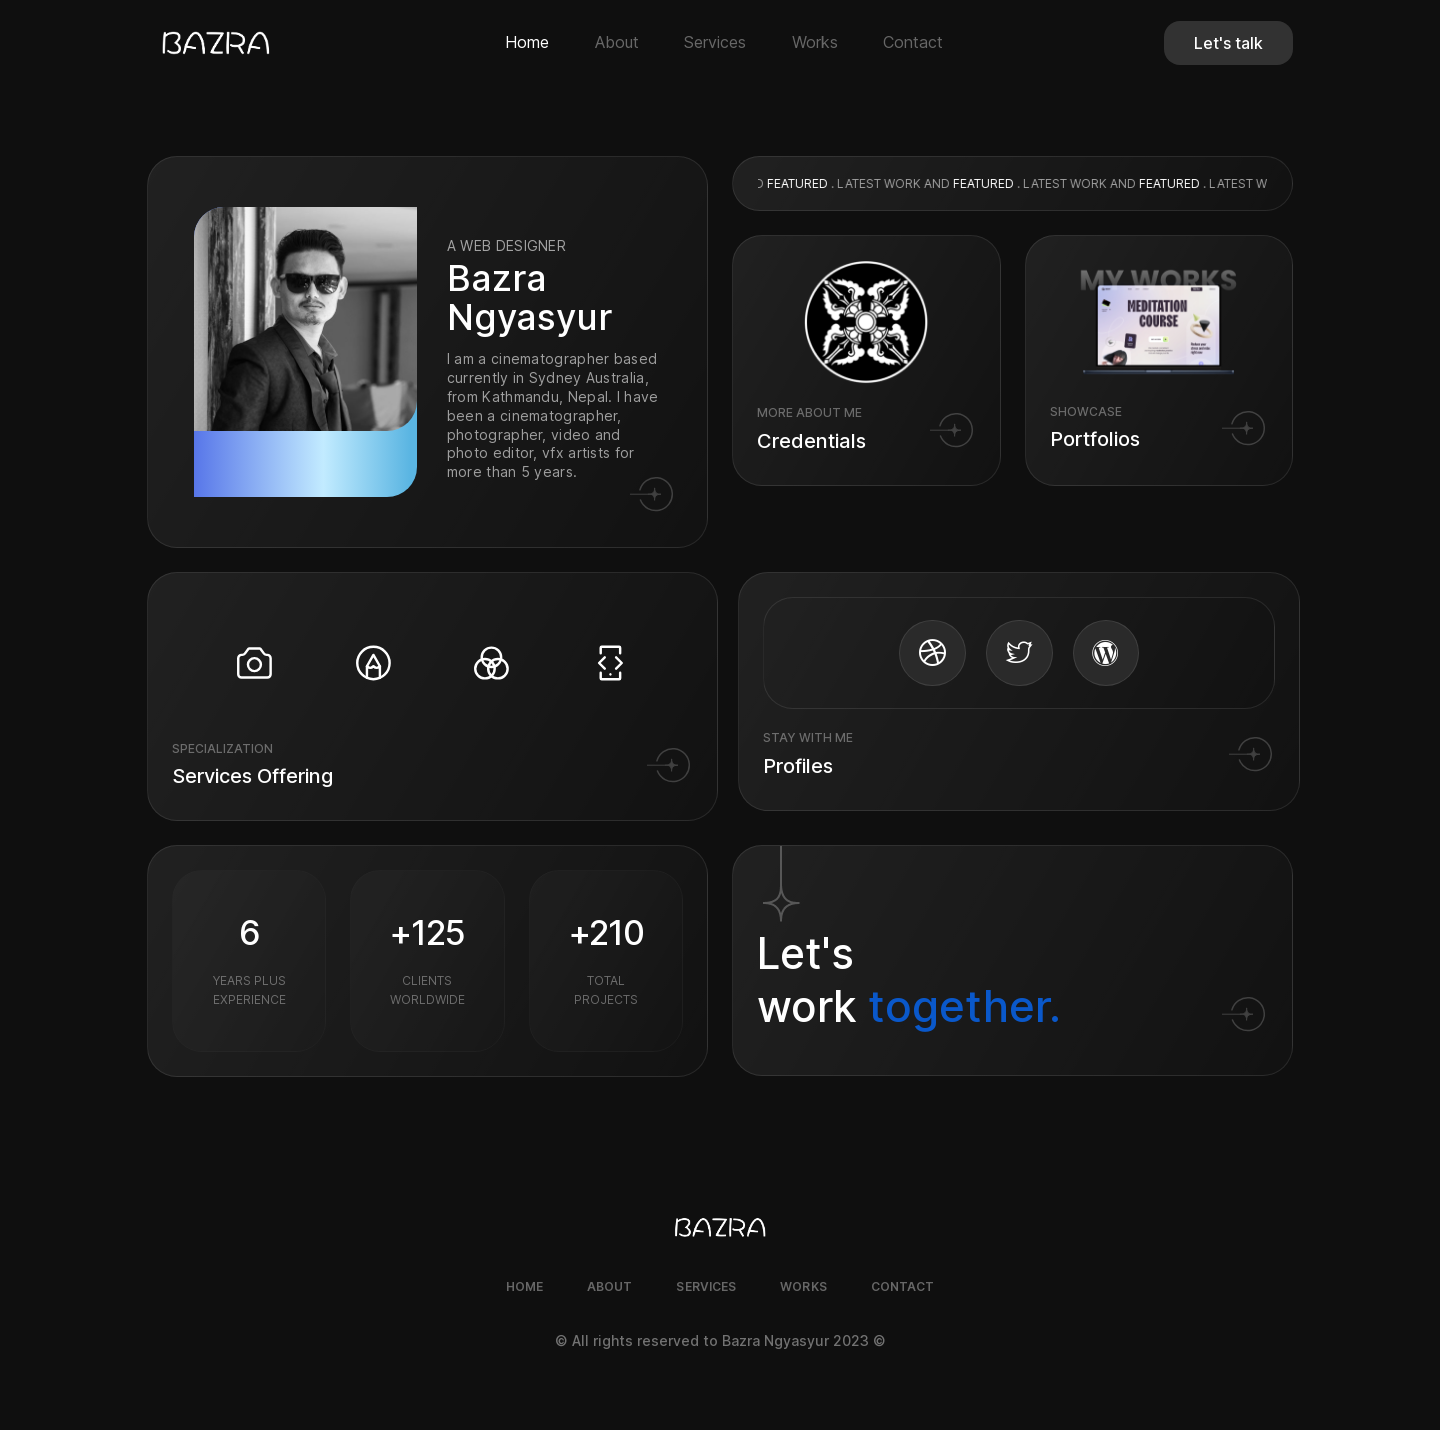 BAZRA
Home About Services Works Contact
Let's talk
FEATURED . LATEST WORK AND FEATURED . LATEST WORK AND FEATURED . LATEST W
A WEB DESIGNER
Bazra
Ngyasyur
I am a cinematographer based
currently in Sydney Australia,
from Kathmandu, Nepal. I have
been a cinematographer,
photographer, video and
photo editor, vfx artists for
more than 5 years.
MORE ABOUT ME
Credentials
MY WORKS
MEDITATION
COURSE
SHOWCASE
Portfolios
SPECIALIZATION
Services Offering
STAY WITH ME
Profiles
6
YEARS PLUS
EXPERIENCE
+125
CLIENTS
WORLDWIDE
+210
TOTAL
PROJECTS
Let's
work together.
BAZRA
HOME ABOUT SERVICES WORKS CONTACT
© All rights reserved to Bazra Ngyasyur 2023 ©